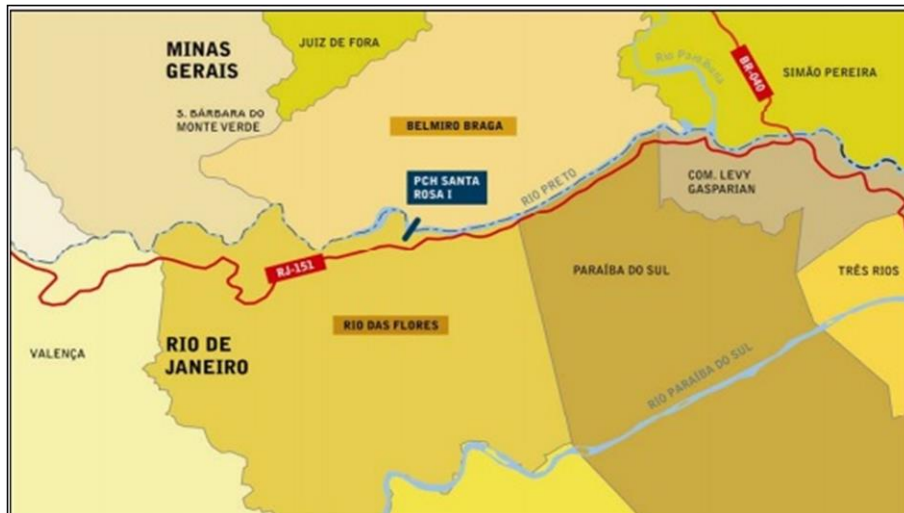 MINAS
GERAIS
JUIZ DE FORA
Rio Paraibuna
BR-040
SIMÃO PEREIRA
S. BÁRBARA DO
MONTE VERDE
BELMIRO BRAGA
PCH SANTA
ROSA I
RIO PRETO
COM. LEVY
GASPARIAN
RJ-151
PARAÍBA DO SUL
TRÊS RIOS
RIO DAS FLORES
VALENÇA
RIO DE
JANEIRO
RIO PARAÍBA DO SUL